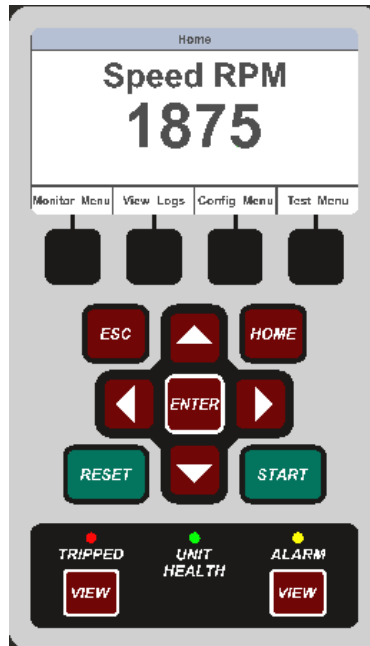 Home
Speed RPM
1875
Monitor Menu View Logs Config Menu Test Menu
ESC HOME
ENTER
RESET START
TRIPPED UNIT HEALTH ALARM
VIEW VIEW